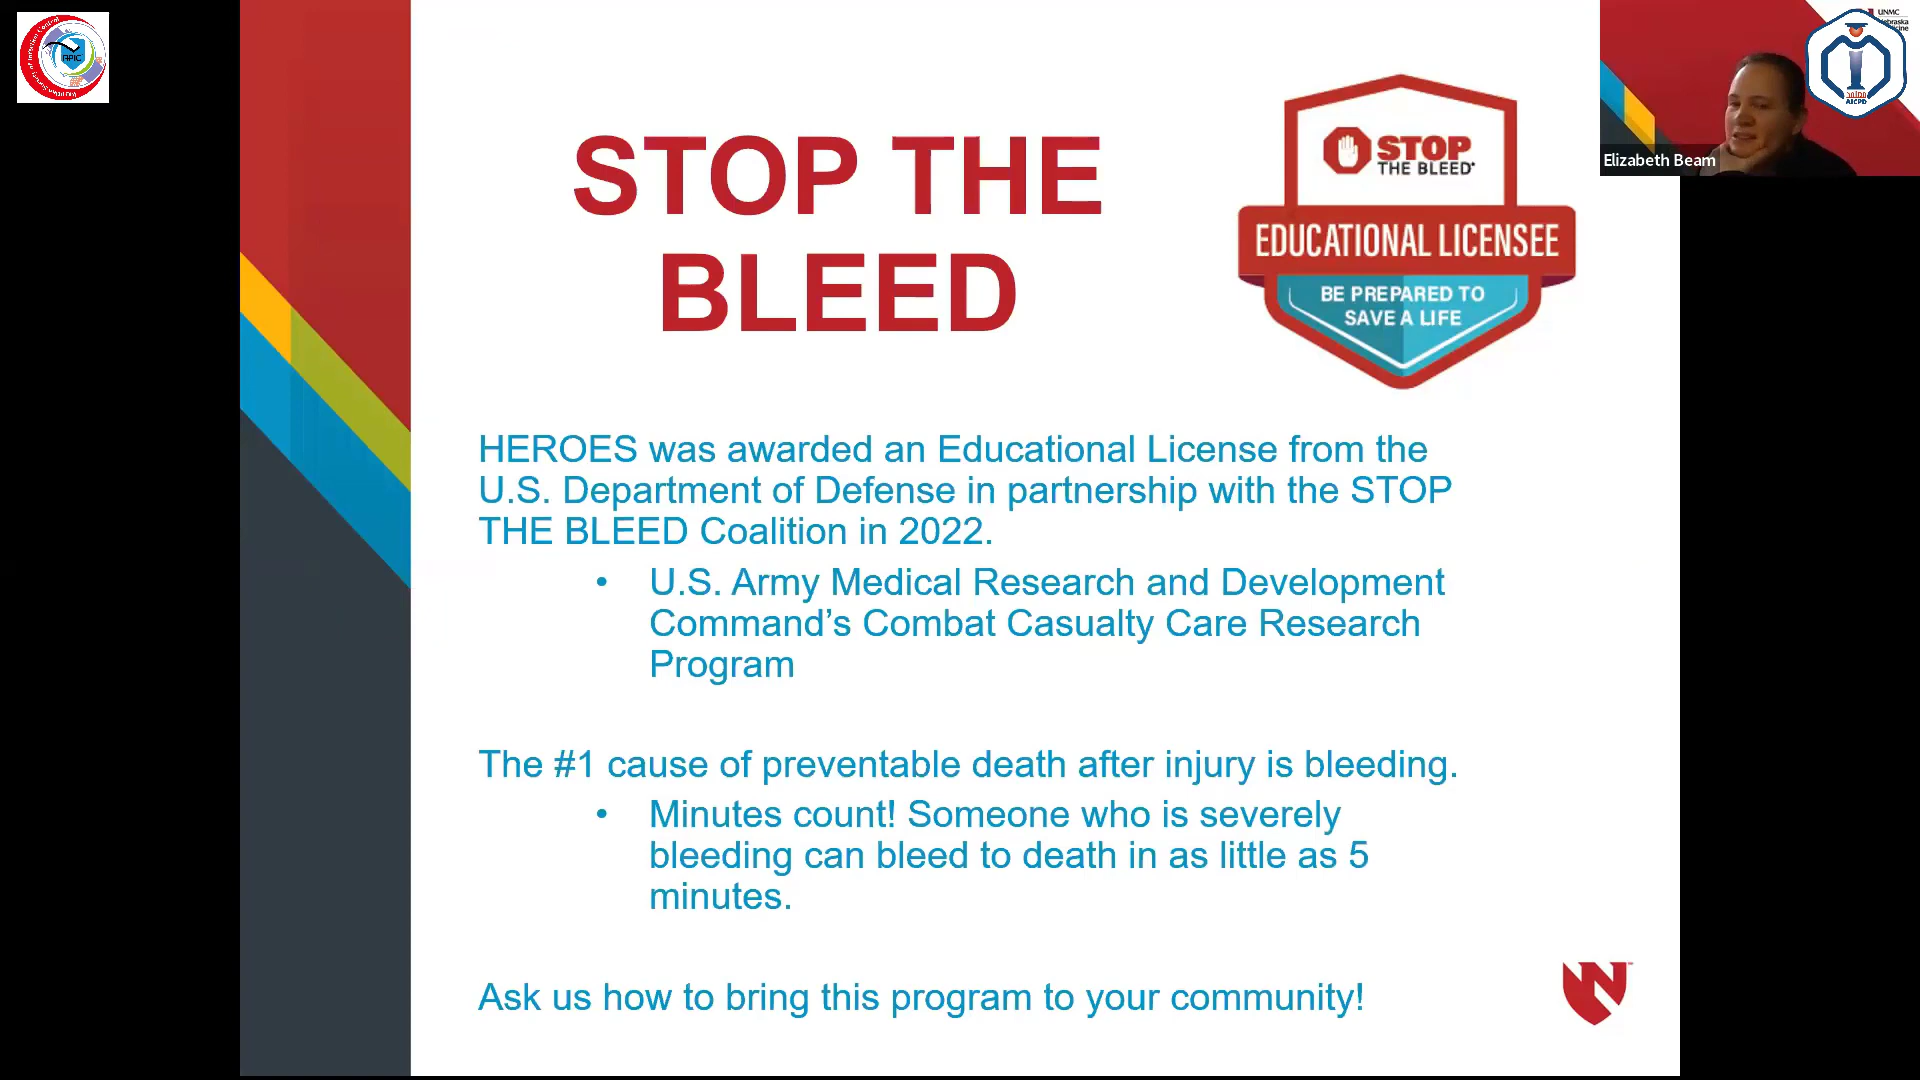 STOP THE
BLEED
STOP
THE BLEED
EDUCATIONAL LICENSEE
BE PREPARED TO
SAVE A LIFE
HEROES was awarded an Educational License from the
U.S. Department of Defense in partnership with the STOP
THE BLEED Coalition in 2022.
• U.S. Army Medical Research and Development
Command’s Combat Casualty Care Research
Program
The #1 cause of preventable death after injury is bleeding.
• Minutes count! Someone who is severely
bleeding can bleed to death in as little as 5
minutes.
Ask us how to bring this program to your community!
Elizabeth Beam
UNMC
AICPD
APIC